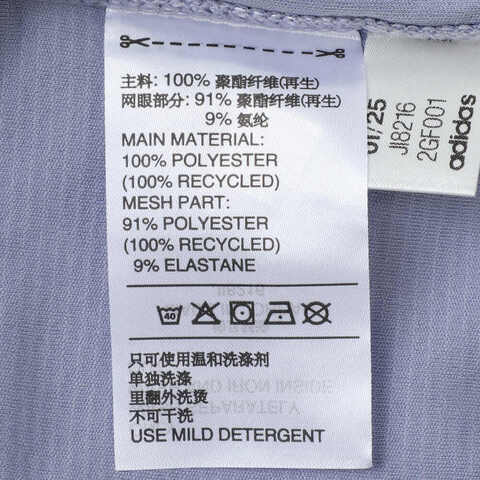 主料: 100% 聚酯纤维(再生)
网眼部分: 91% 聚酯纤维(再生)
9% 氨纶
MAIN MATERIAL:
100% POLYESTER
(100% RECYCLED)
MESH PART:
91% POLYESTER
(100% RECYCLED)
9% ELASTANE
40
只可使用温和洗涤剂
单独洗涤
里翻外洗烫
不可干洗
USE MILD DETERGENT
01/25
JI8216
2GF001
adidas